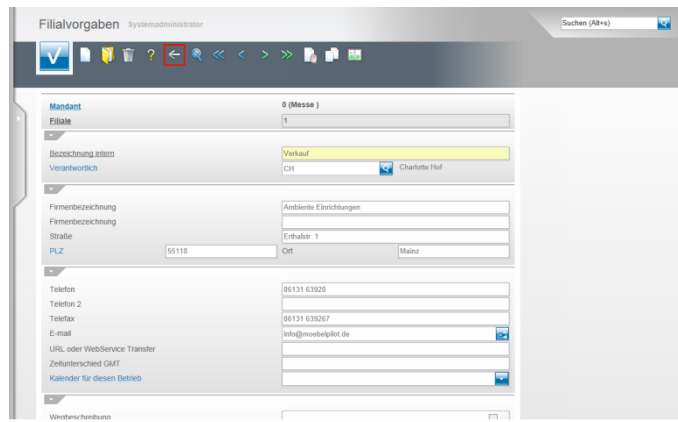 Filialvorgaben Systemadministrator
Suchen (Alt+s)
Mandant 0 (Messe )
Filiale 1
Bezeichnung intern Verkauf
Verantwortlich CH Charlotte Hof
Firmenbezeichnung Ambiente Einrichtungen
Firmenbezeichnung
Straße Erthalstr. 1
PLZ 55118 Ort Mainz
Telefon 06131 63920
Telefon 2
Telefax 06131 639267
E-mail info@moebelpilot.de
URL oder WebService Transfer
Zeitunterschied GMT
Kalender für diesen Betrieb
Wegbeschreibung